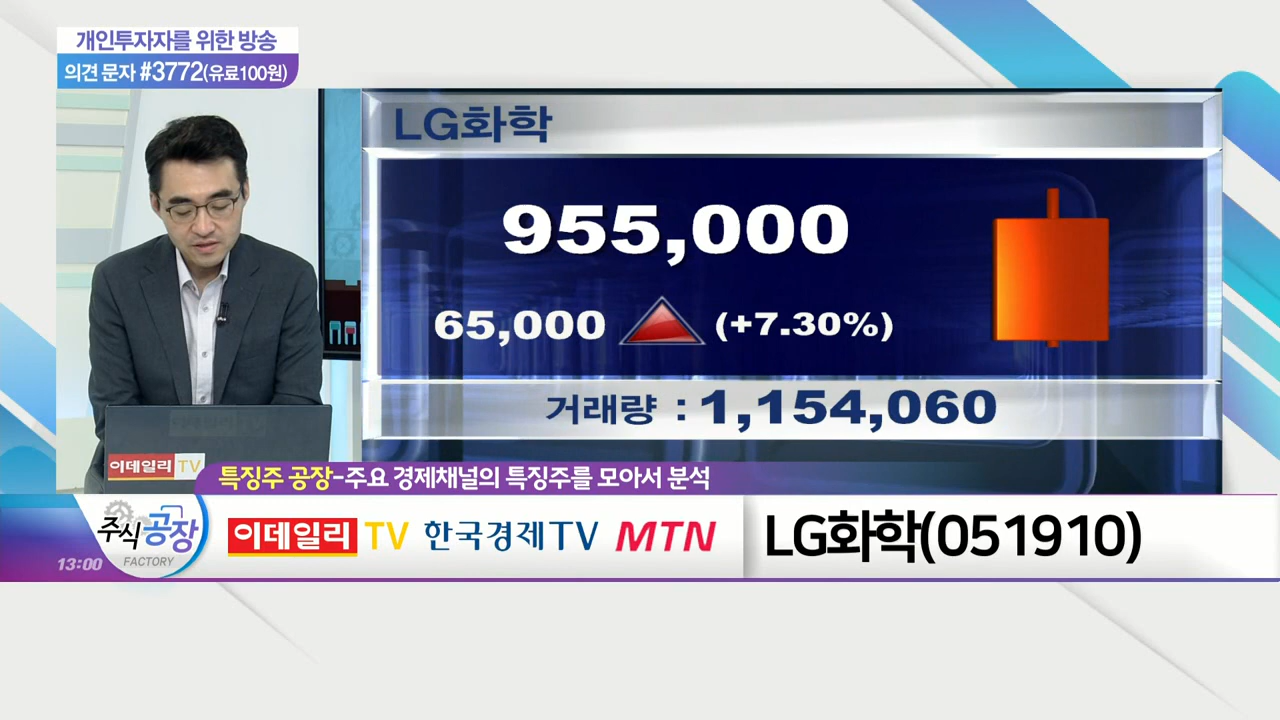 개인투자자를 위한 방송
의견 문자 #3772(유료100원)
LG화학
955,000
65,000 (+7.30%)
거래량 : 1,154,060
이데일리 TV
특징주 공장-주요 경제채널의 특징주를 모아서 분석
주식공장
FACTORY
13:00
이데일리 TV 한국경제TV MTN
LG화학(051910)